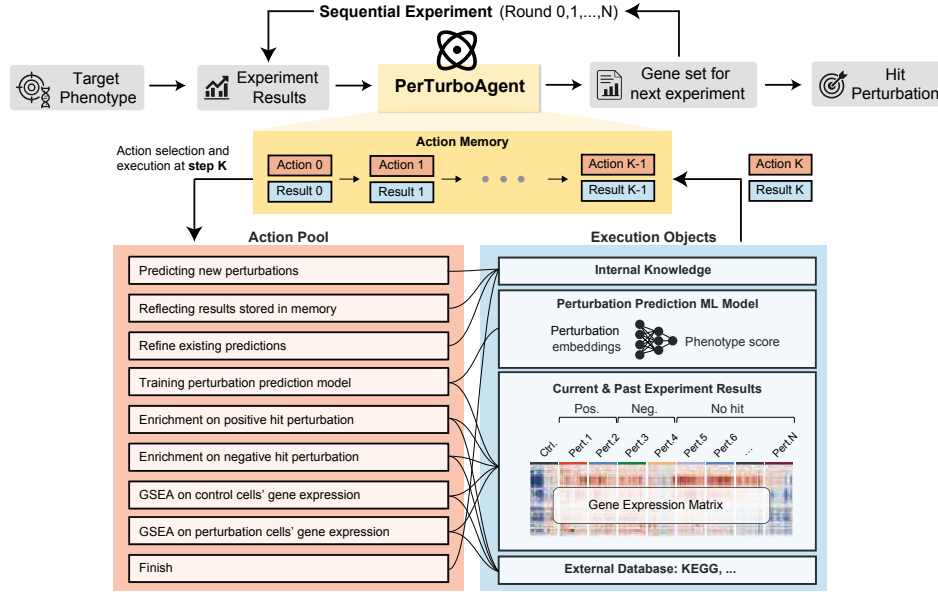 Sequential Experiment (Round 0,1,...,N)
Target
Phenotype
Experiment
Results
PerTurboAgent
Gene set for
next experiment
Hit
Perturbation
Action selection and
execution at step K
Action Memory
Action 0
Result 0
Action 1
Result 1
Action K-1
Result K-1
Action K
Result K
Action Pool
Predicting new perturbations
Reflecting results stored in memory
Refine existing predictions
Training perturbation prediction model
Enrichment on positive hit perturbation
Enrichment on negative hit perturbation
GSEA on control cells' gene expression
GSEA on perturbation cells' gene expression
Finish
Execution Objects
Internal Knowledge
Perturbation Prediction ML Model
Perturbation
embeddings
Phenotype score
Current & Past Experiment Results
Pos. Neg. No hit
Ctrl. Pert.1 Pert.2 Pert.3 Pert.4 Pert.5 Pert.6 ... Pert.N
Gene Expression Matrix
External Database: KEGG, ...